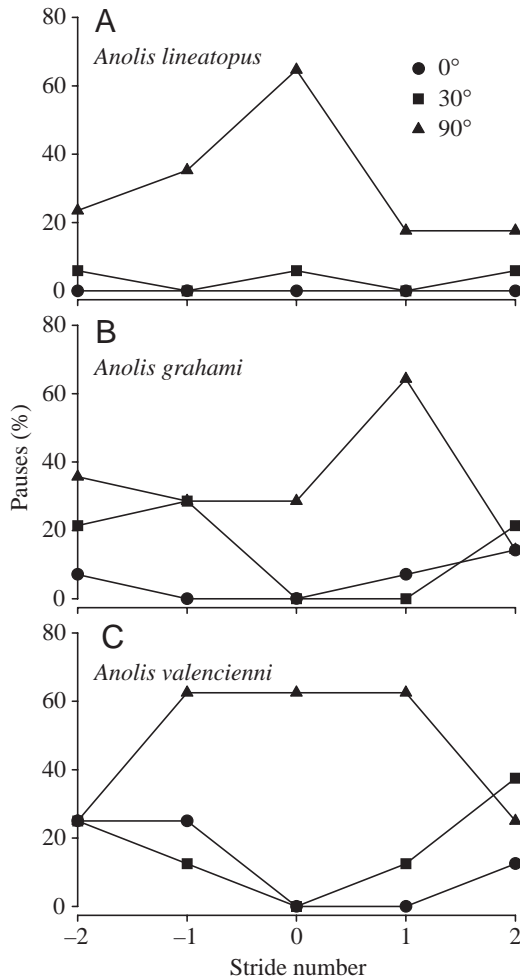 80
A
Anolis lineatopus
0°
30°
90°
60
40
20
0
80
B
Anolis grahami
60
40
20
0
Pauses (%)
80
C
Anolis valencienni
60
40
20
0
–2 –1 0 1 2
Stride number